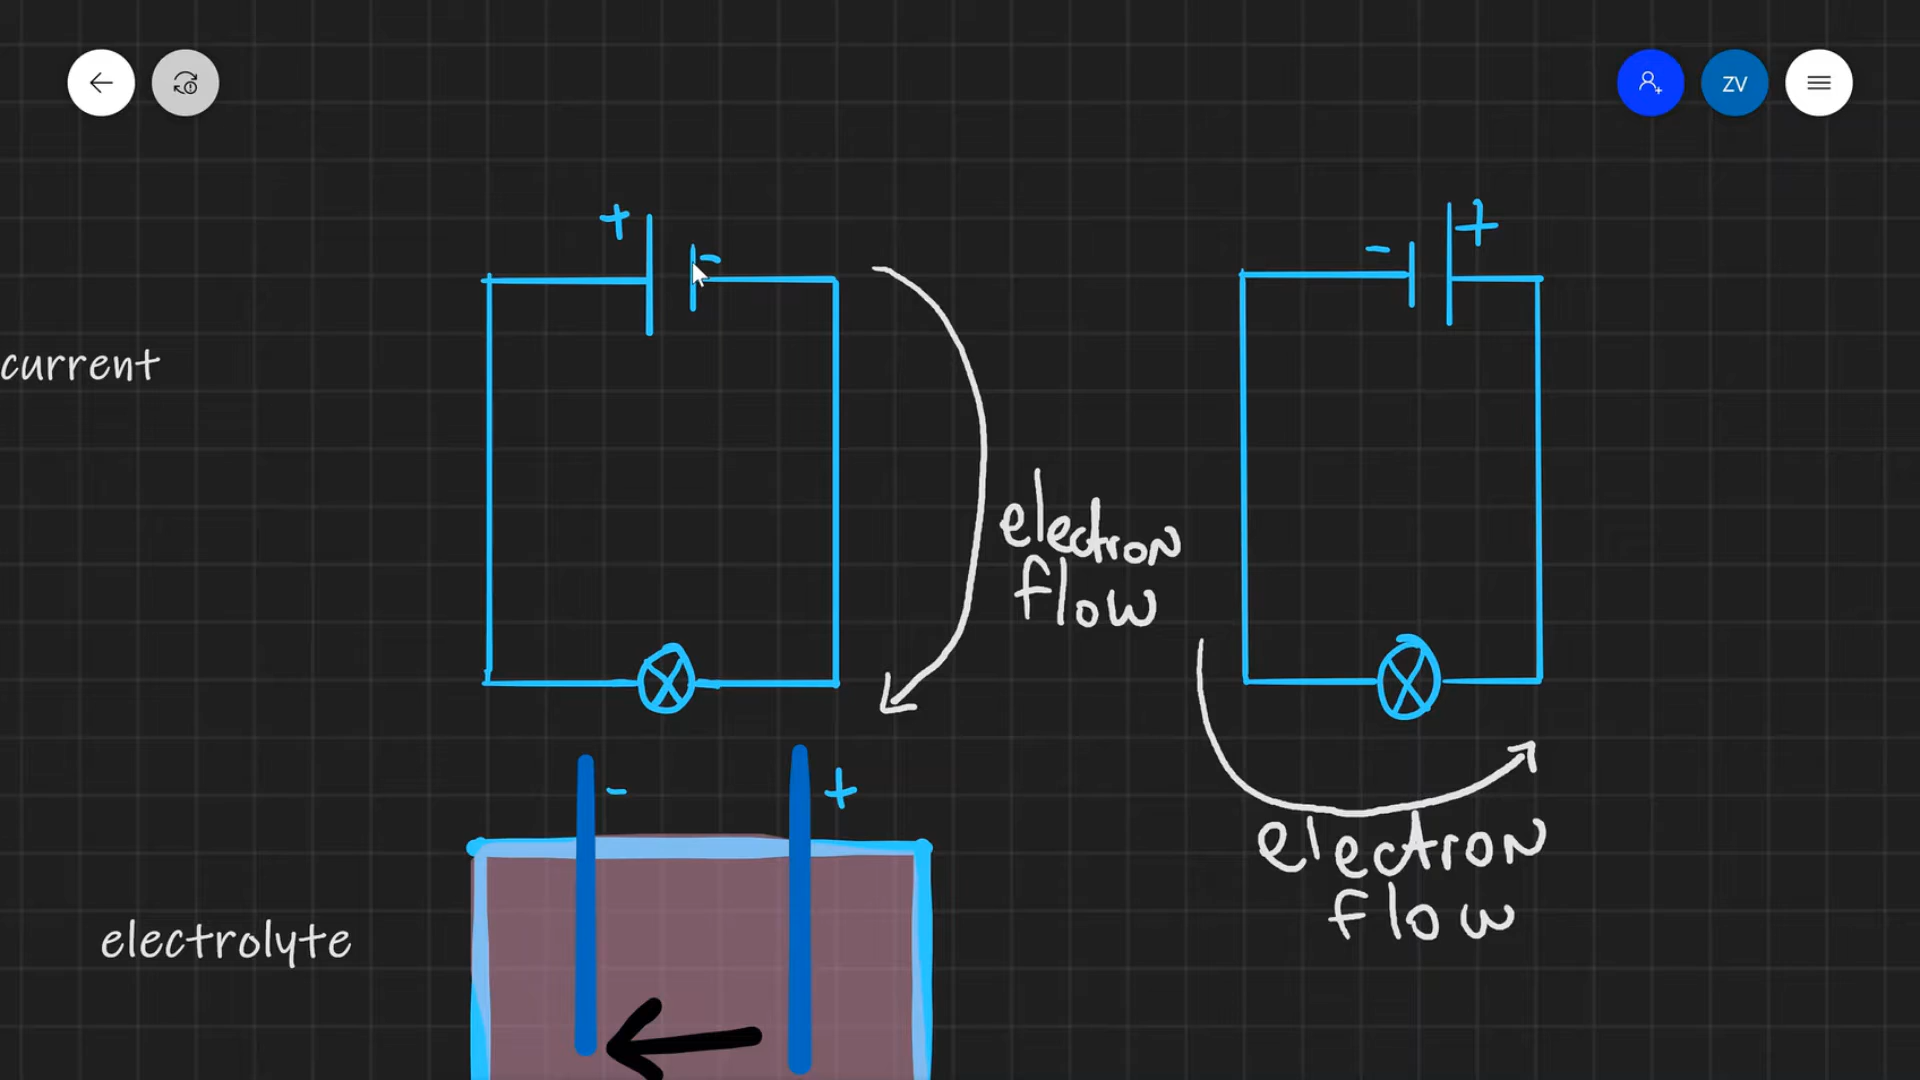 ZV
+
-
-
+
current
electron
flow
-
+
electron
flow
electrolyte